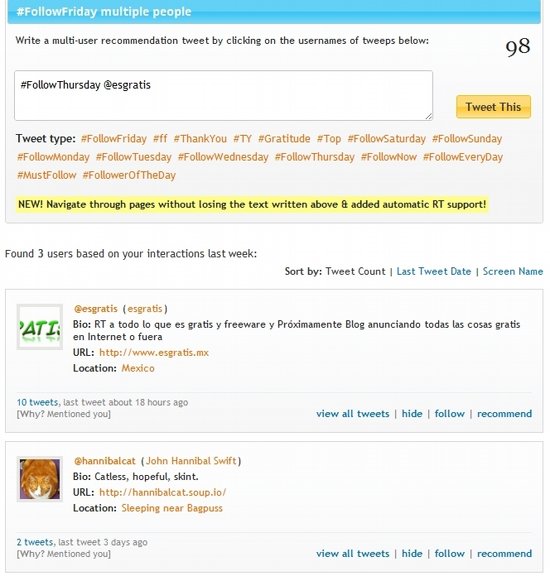 #FollowFriday multiple people
Write a multi-user recommendation tweet by clicking on the usernames of tweeps below:
98
#FollowThursday @esgratis
Tweet This
Tweet type: #FollowFriday #ff #ThankYou #TY #Gratitude #Top #FollowSaturday #FollowSunday
#FollowMonday #FollowTuesday #FollowWednesday #FollowThursday #FollowNow #FollowEveryDay
#MustFollow #FollowerOfTheDay
NEW! Navigate through pages without losing the text written above & added automatic RT support!
Found 3 users based on your interactions last week:
Sort by: Tweet Count | Last Tweet Date | Screen Name
ATIS
@esgratis (esgratis)
Bio: RT a todo lo que es gratis y freeware y Próximamente Blog anunciando todas las cosas gratis
en Internet o fuera
URL: http://www.esgratis.mx
Location: Mexico
10 tweets, last tweet about 18 hours ago
[Why? Mentioned you]
view all tweets | hide | follow | recommend
@hannibalcat (John Hannibal Swift)
Bio: Catless, hopeful, skint.
URL: http://hannibalcat.soup.io/
Location: Sleeping near Bagpuss
2 tweets, last tweet 3 days ago
[Why? Mentioned you]
view all tweets | hide | follow | recommend